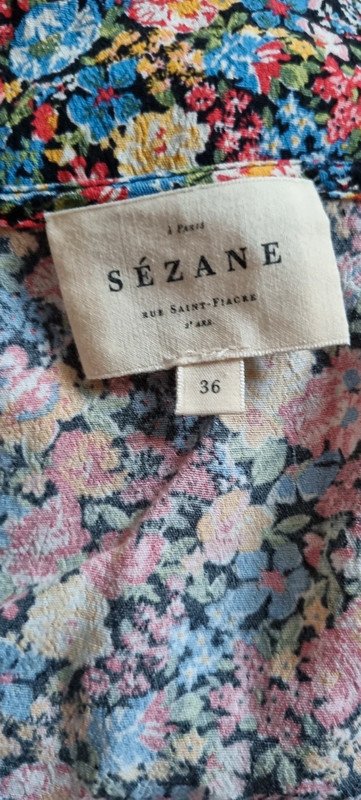 à Paris
SÉZANE
Rue Saint-Fiacre
2e Arr.
36